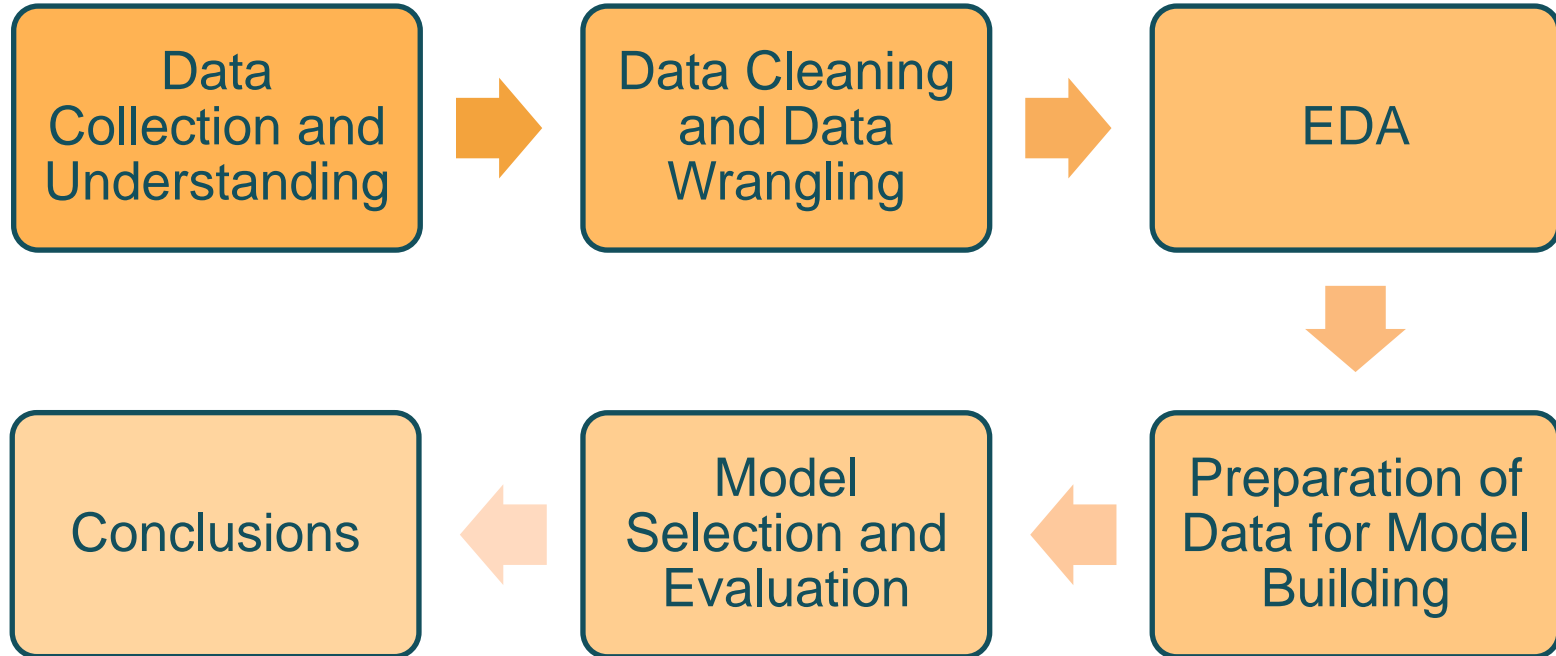 Data
Collection and
Understanding
Data Cleaning
and Data
Wrangling
EDA
Preparation of
Data for Model
Building
Model
Selection and
Evaluation
Conclusions